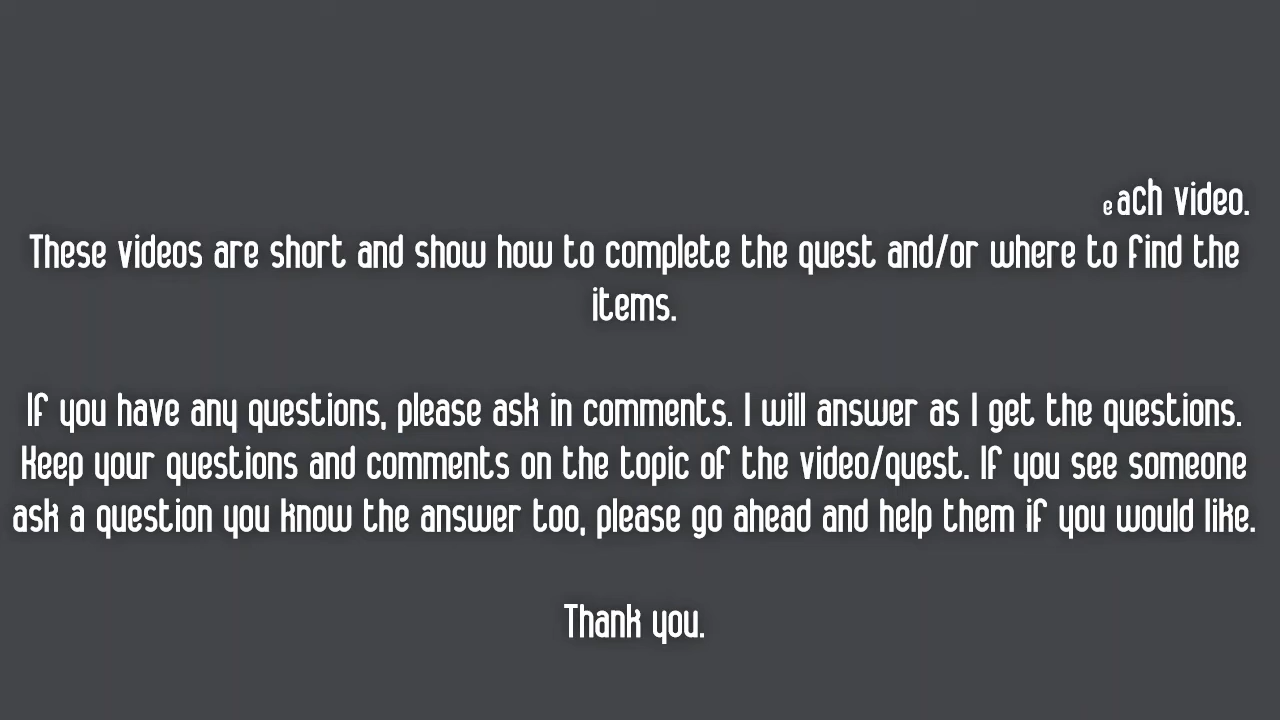 each video.
These videos are short and show how to complete the quest and/or where to find the
items.
If you have any questions, please ask in comments. I will answer as I get the questions.
Keep your questions and comments on the topic of the video/quest. If you see someone
ask a question you know the answer too, please go ahead and help them if you would like.
Thank you.